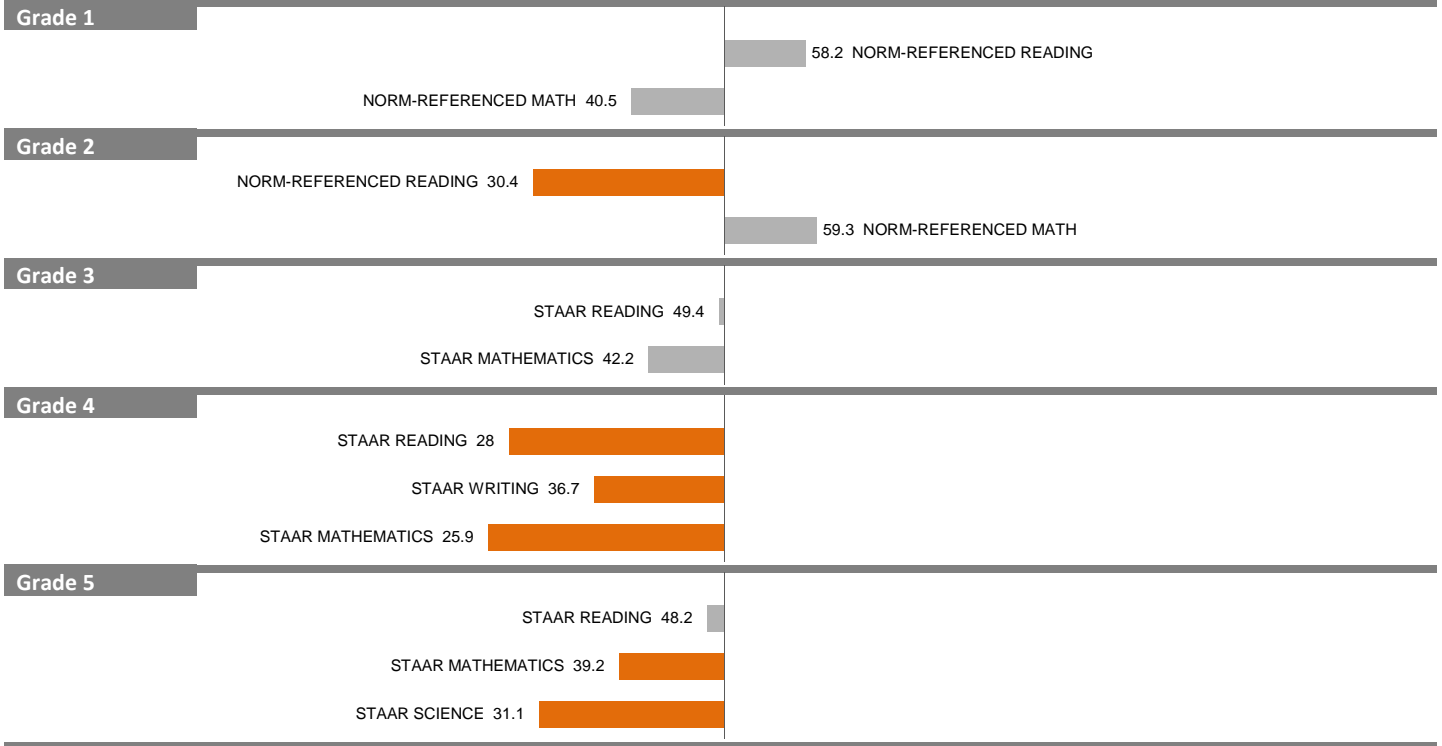 Grade 1
58.2 NORM-REFERENCED READING
NORM-REFERENCED MATH 40.5
Grade 2
NORM-REFERENCED READING 30.4
59.3 NORM-REFERENCED MATH
Grade 3
STAAR READING 49.4
STAAR MATHEMATICS 42.2
Grade 4
STAAR READING 28
STAAR WRITING 36.7
STAAR MATHEMATICS 25.9
Grade 5
STAAR READING 48.2
STAAR MATHEMATICS 39.2
STAAR SCIENCE 31.1